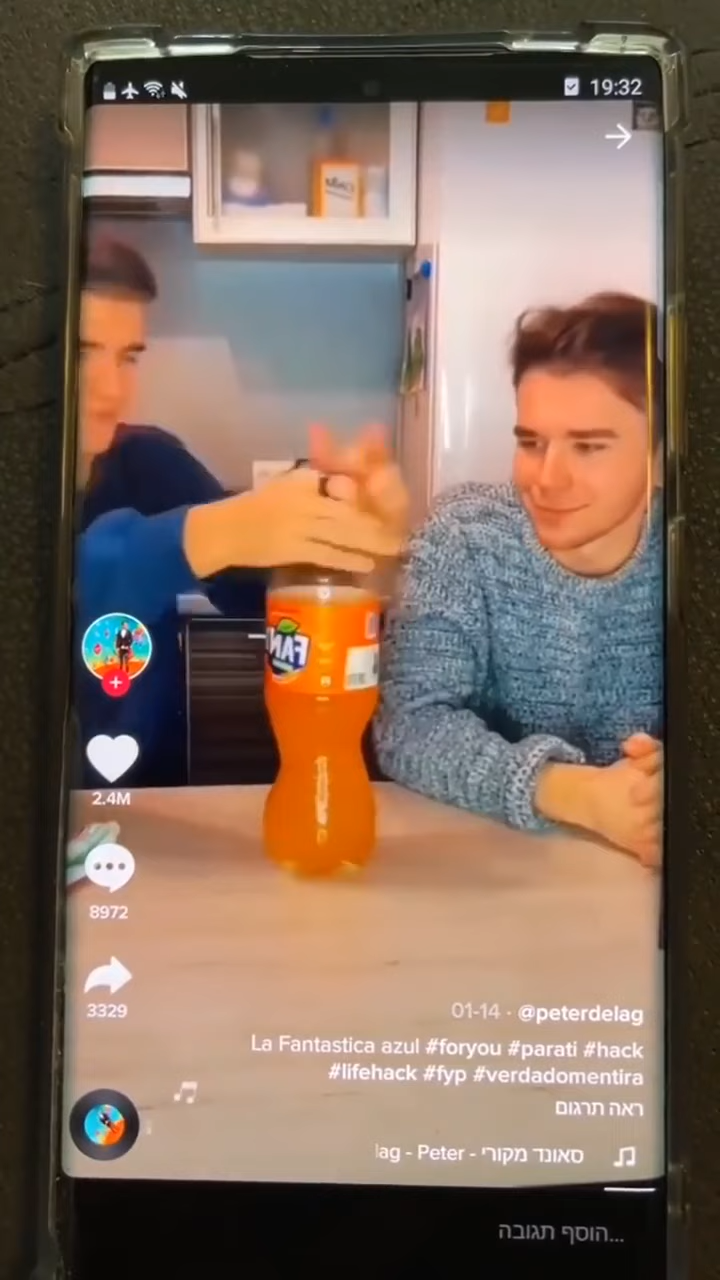 19:32
FAN
2.4M
8972
3329
01-14 · @peterdelag
La Fantastica azul #foryou #parati #hack
#lifehack #fyp #verdadomentira
ראה תרגום
סאונד מקורי - lag - Peter
הוסף תגובה...